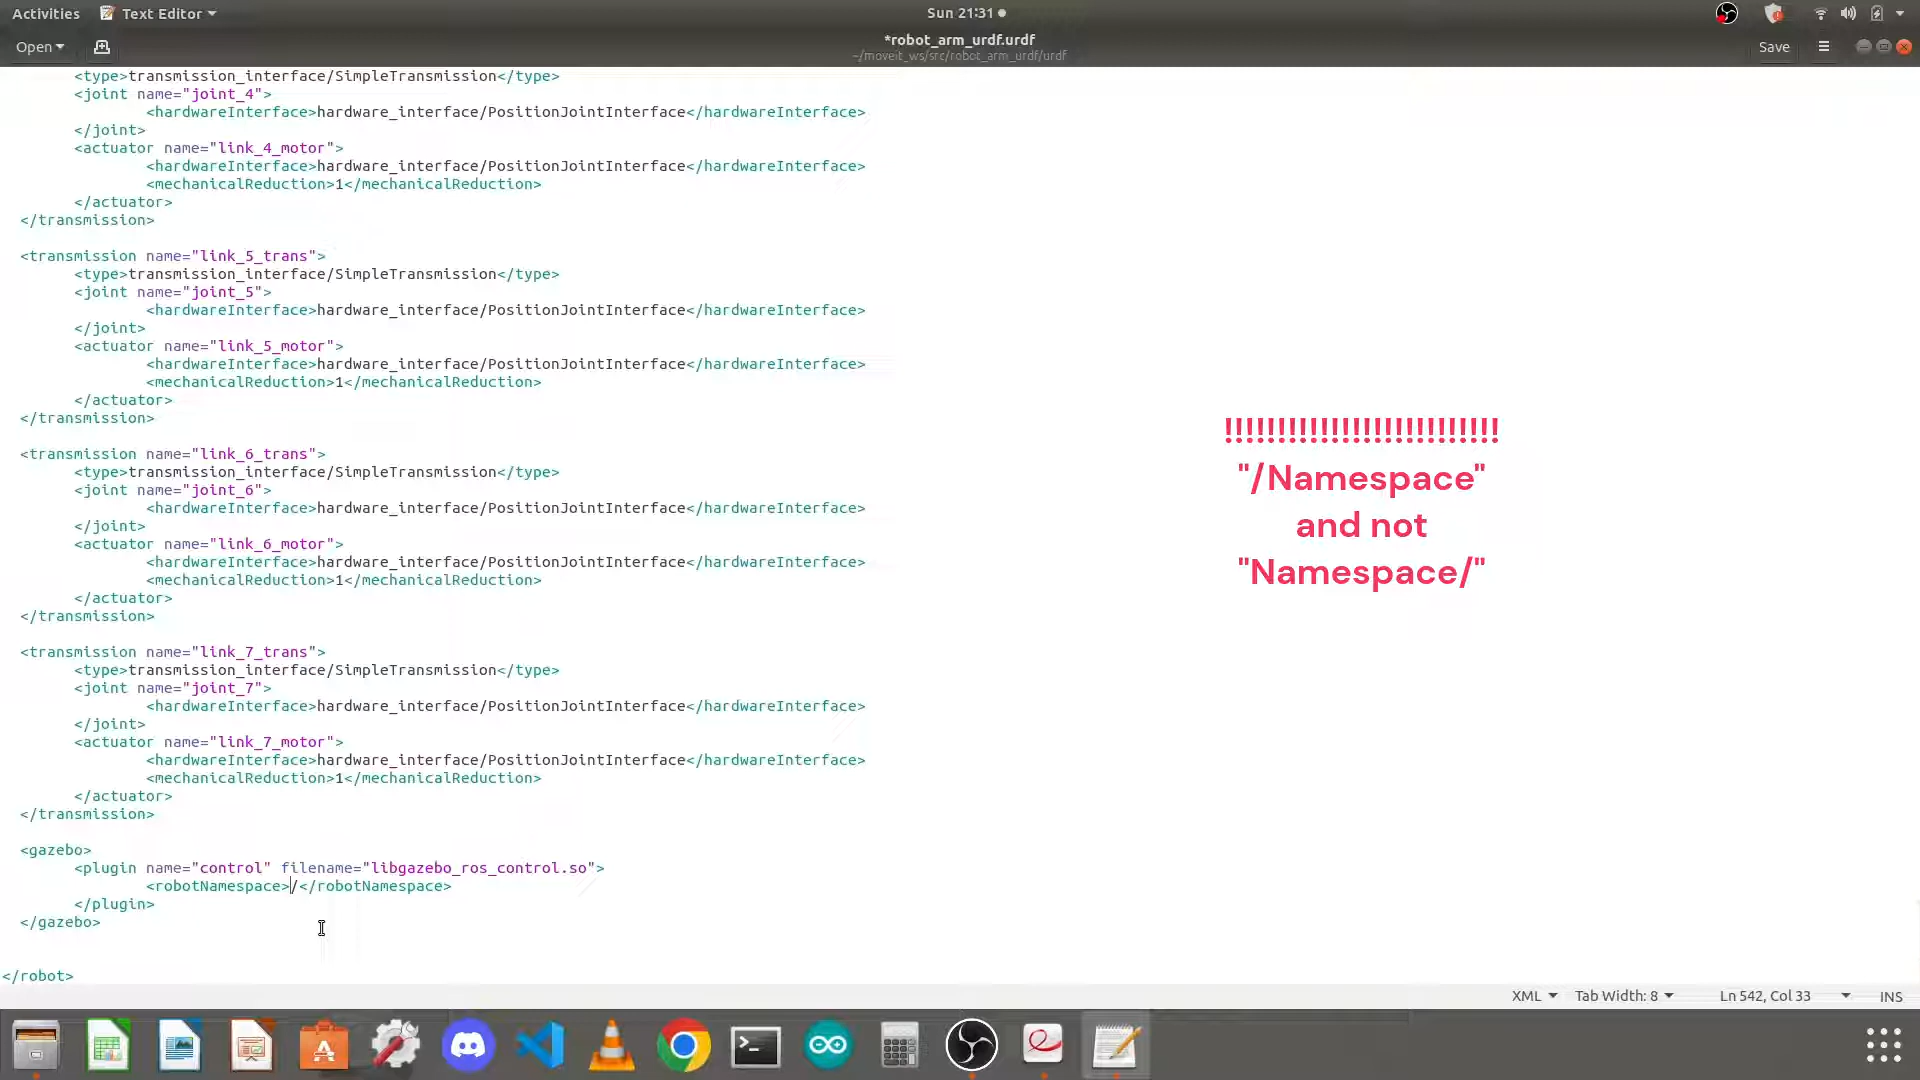 Activities
Text Editor
Sun 21:31
Open
*robot_arm_urdf.urdf
~/moveit_ws/src/robot_arm_urdf/urdf
Save
<type>transmission_interface/SimpleTransmission</type>
<joint name="joint_4">
<hardwareInterface>hardware_interface/PositionJointInterface</hardwareInterface>
</joint>
<actuator name="link_4_motor">
<hardwareInterface>hardware_interface/PositionJointInterface</hardwareInterface>
<mechanicalReduction>1</mechanicalReduction>
</actuator>
</transmission>
<transmission name="link_5_trans">
<type>transmission_interface/SimpleTransmission</type>
<joint name="joint_5">
<hardwareInterface>hardware_interface/PositionJointInterface</hardwareInterface>
</joint>
<actuator name="link_5_motor">
<hardwareInterface>hardware_interface/PositionJointInterface</hardwareInterface>
<mechanicalReduction>1</mechanicalReduction>
</actuator>
</transmission>
<transmission name="link_6_trans">
<type>transmission_interface/SimpleTransmission</type>
<joint name="joint_6">
<hardwareInterface>hardware_interface/PositionJointInterface</hardwareInterface>
</joint>
<actuator name="link_6_motor">
<hardwareInterface>hardware_interface/PositionJointInterface</hardwareInterface>
<mechanicalReduction>1</mechanicalReduction>
</actuator>
</transmission>
<transmission name="link_7_trans">
<type>transmission_interface/SimpleTransmission</type>
<joint name="joint_7">
<hardwareInterface>hardware_interface/PositionJointInterface</hardwareInterface>
</joint>
<actuator name="link_7_motor">
<hardwareInterface>hardware_interface/PositionJointInterface</hardwareInterface>
<mechanicalReduction>1</mechanicalReduction>
</actuator>
</transmission>
<gazebo>
<plugin name="control" filename="libgazebo_ros_control.so">
<robotNamespace>/</robotNamespace>
</plugin>
</gazebo>
</robot>
!!!!!!!!!!!!!!!!!!!!!!!!!!
"/Namespace"
and not
"Namespace/"
XML
Tab Width: 8
Ln 542, Col 33
INS